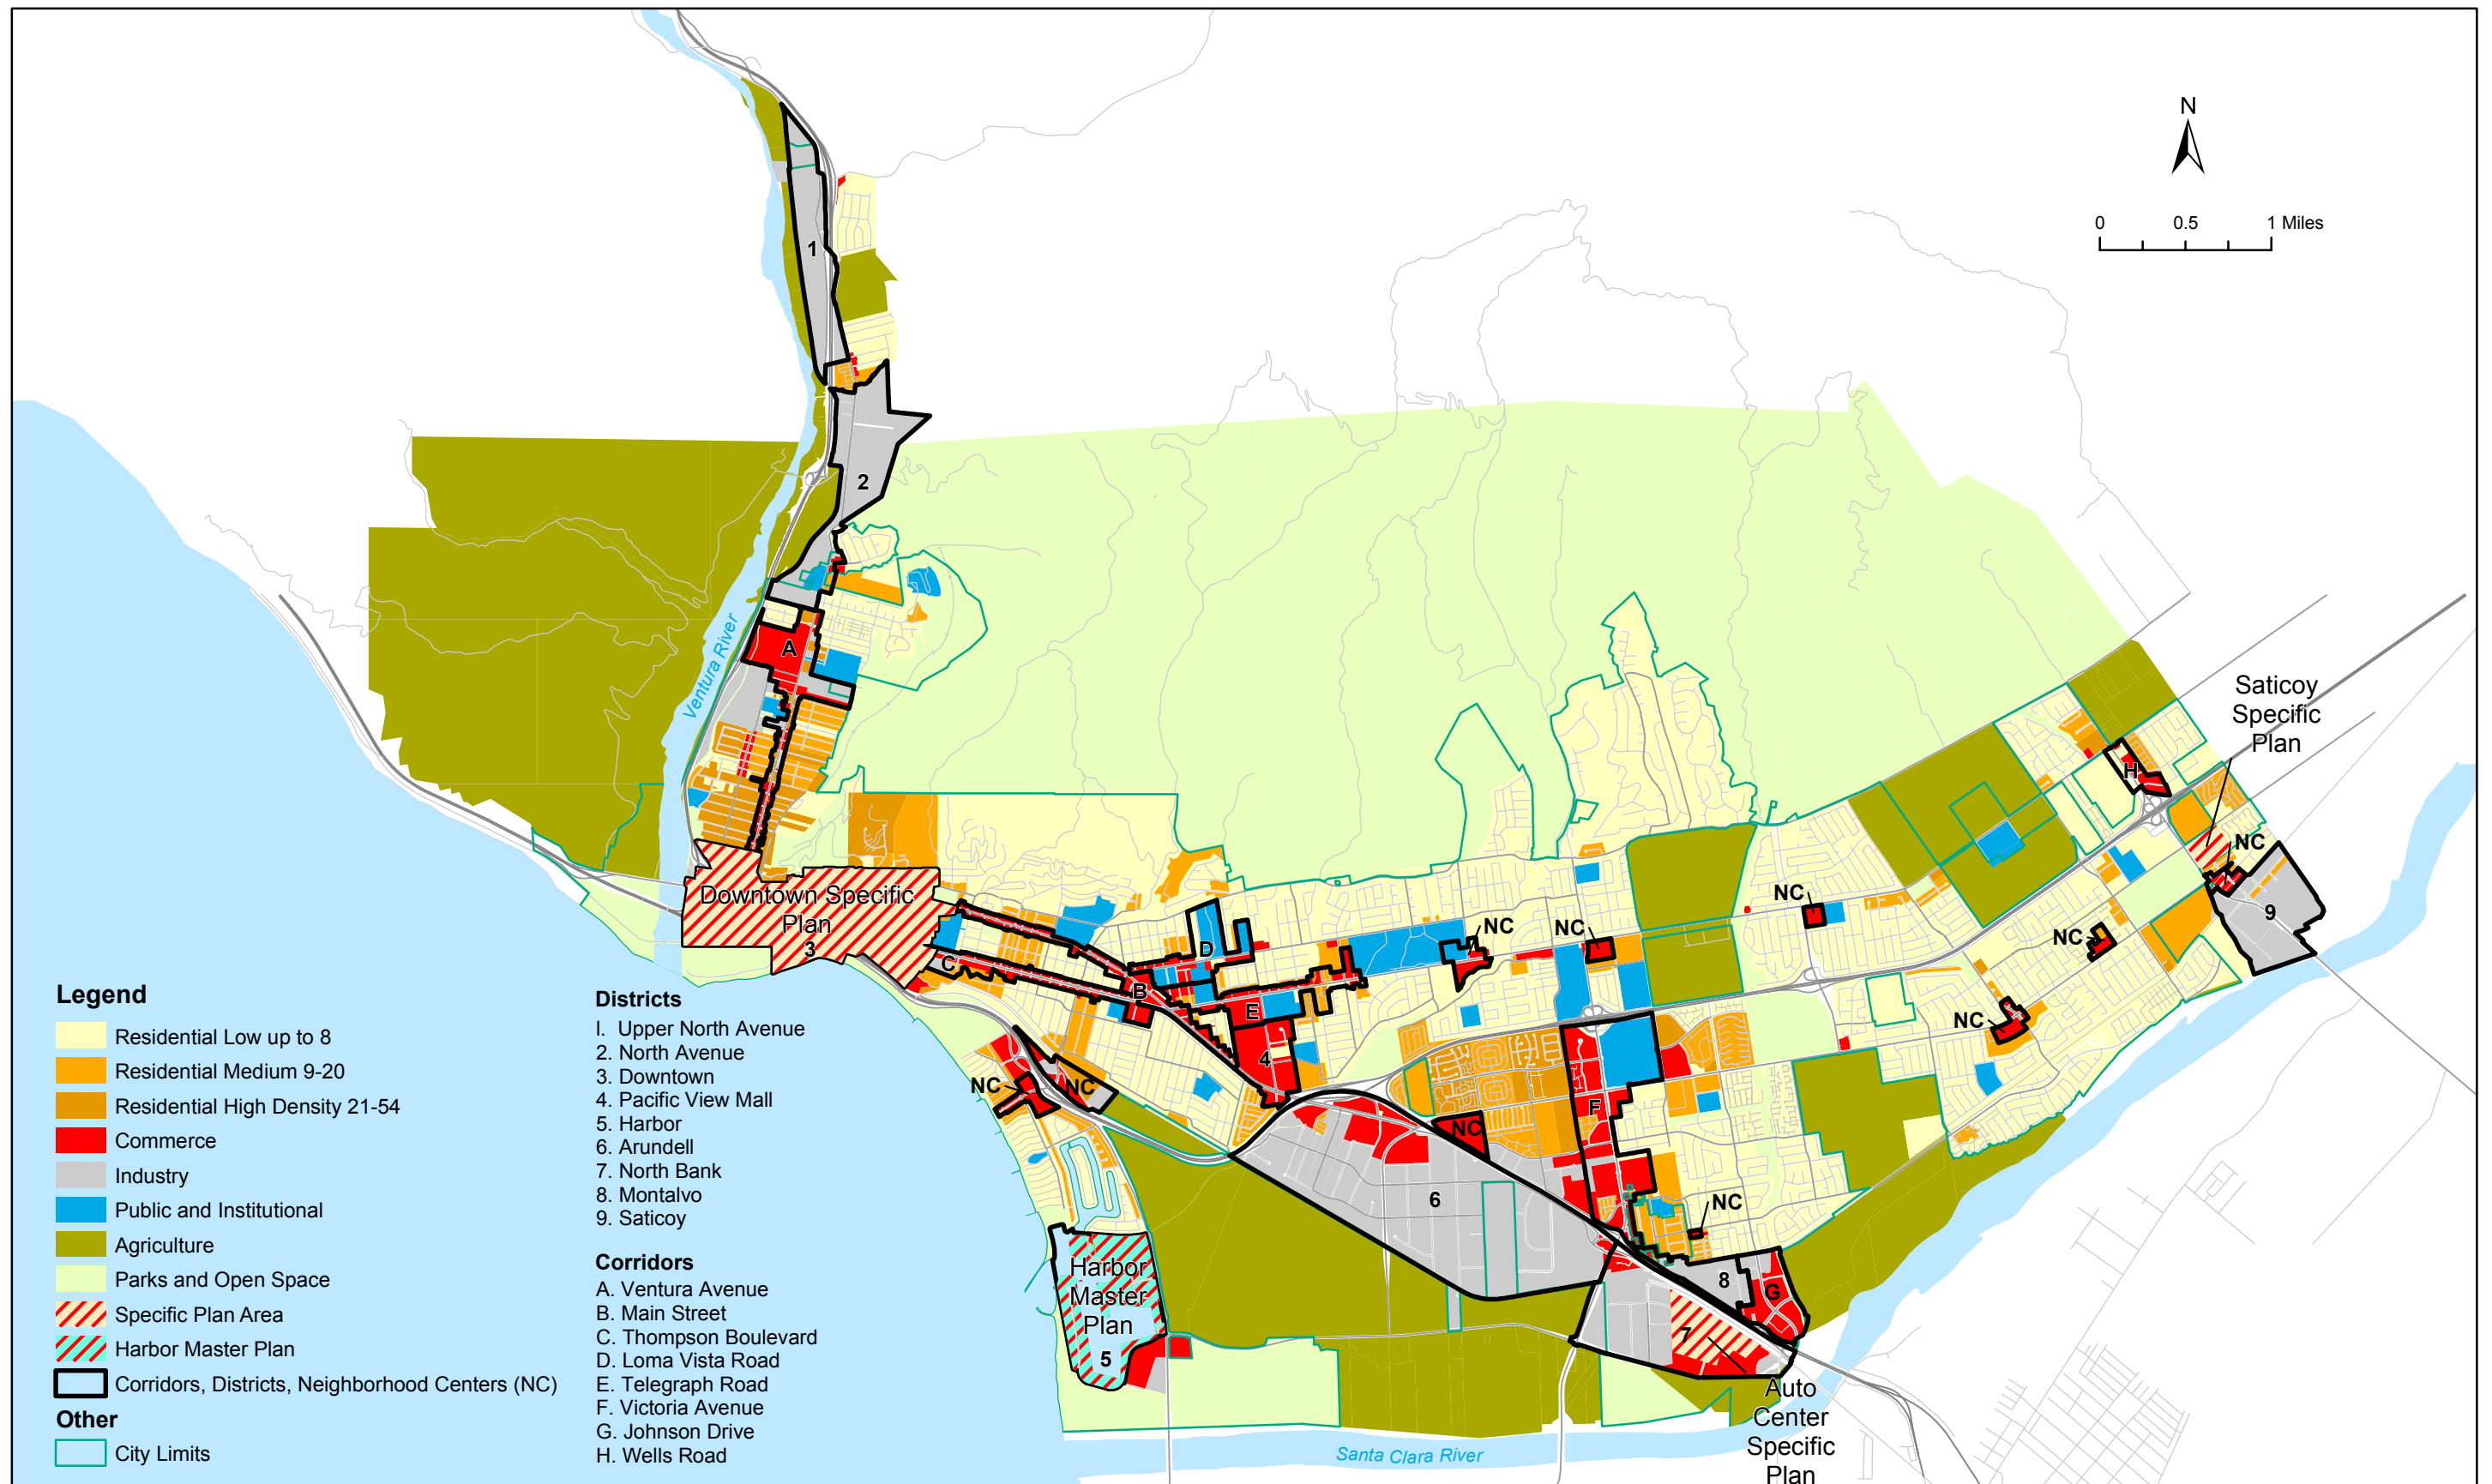 N
0 0.5 1 Miles
1
2
A
Ventura River
Saticoy
Specific
Plan
H
NC
9
NC
NC
NC
NC
NC
Downtown Specific
Plan
3
C
D
B
E
4
F
NC
NC
NC
6
NC
8
G
7
Harbor
Master
Plan
5
Auto
Center
Specific
Plan
Santa Clara River
Legend
Residential Low up to 8
Residential Medium 9-20
Residential High Density 21-54
Commerce
Industry
Public and Institutional
Agriculture
Parks and Open Space
Specific Plan Area
Harbor Master Plan
Corridors, Districts, Neighborhood Centers (NC)
Other
City Limits
Districts
I. Upper North Avenue
2. North Avenue
3. Downtown
4. Pacific View Mall
5. Harbor
6. Arundell
7. North Bank
8. Montalvo
9. Saticoy
Corridors
A. Ventura Avenue
B. Main Street
C. Thompson Boulevard
D. Loma Vista Road
E. Telegraph Road
F. Victoria Avenue
G. Johnson Drive
H. Wells Road